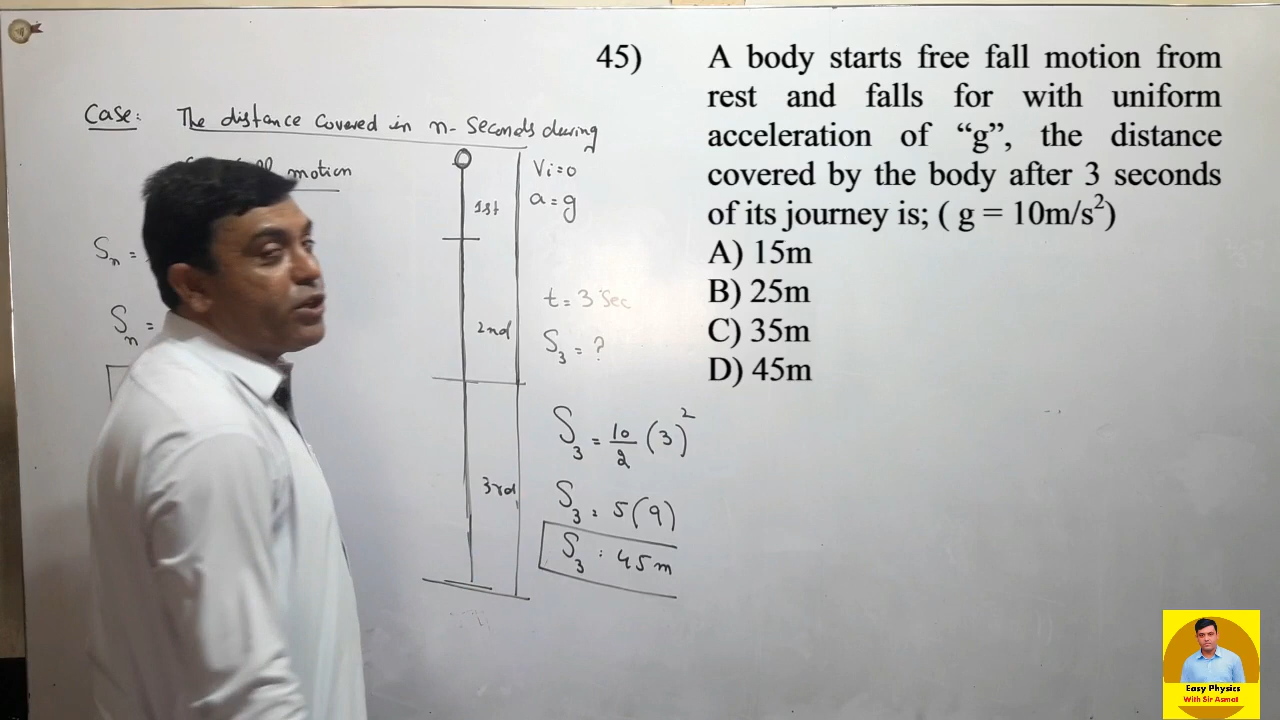 Case: The distance Covered in n- Seconds during
motion
Sn =
Sn =
1st
2nd
3rd
Vi = 0
a = g
t = 3 Sec
S3 = ?
S3 = 10/2 (3)²
S3 = 5(9)
S3 = 45m
45) A body starts free fall motion from
rest and falls for with uniform
acceleration of “g”, the distance
covered by the body after 3 seconds
of its journey is; ( g = 10m/s²)
A) 15m
B) 25m
C) 35m
D) 45m
Easy Physics
With Sir Asmat